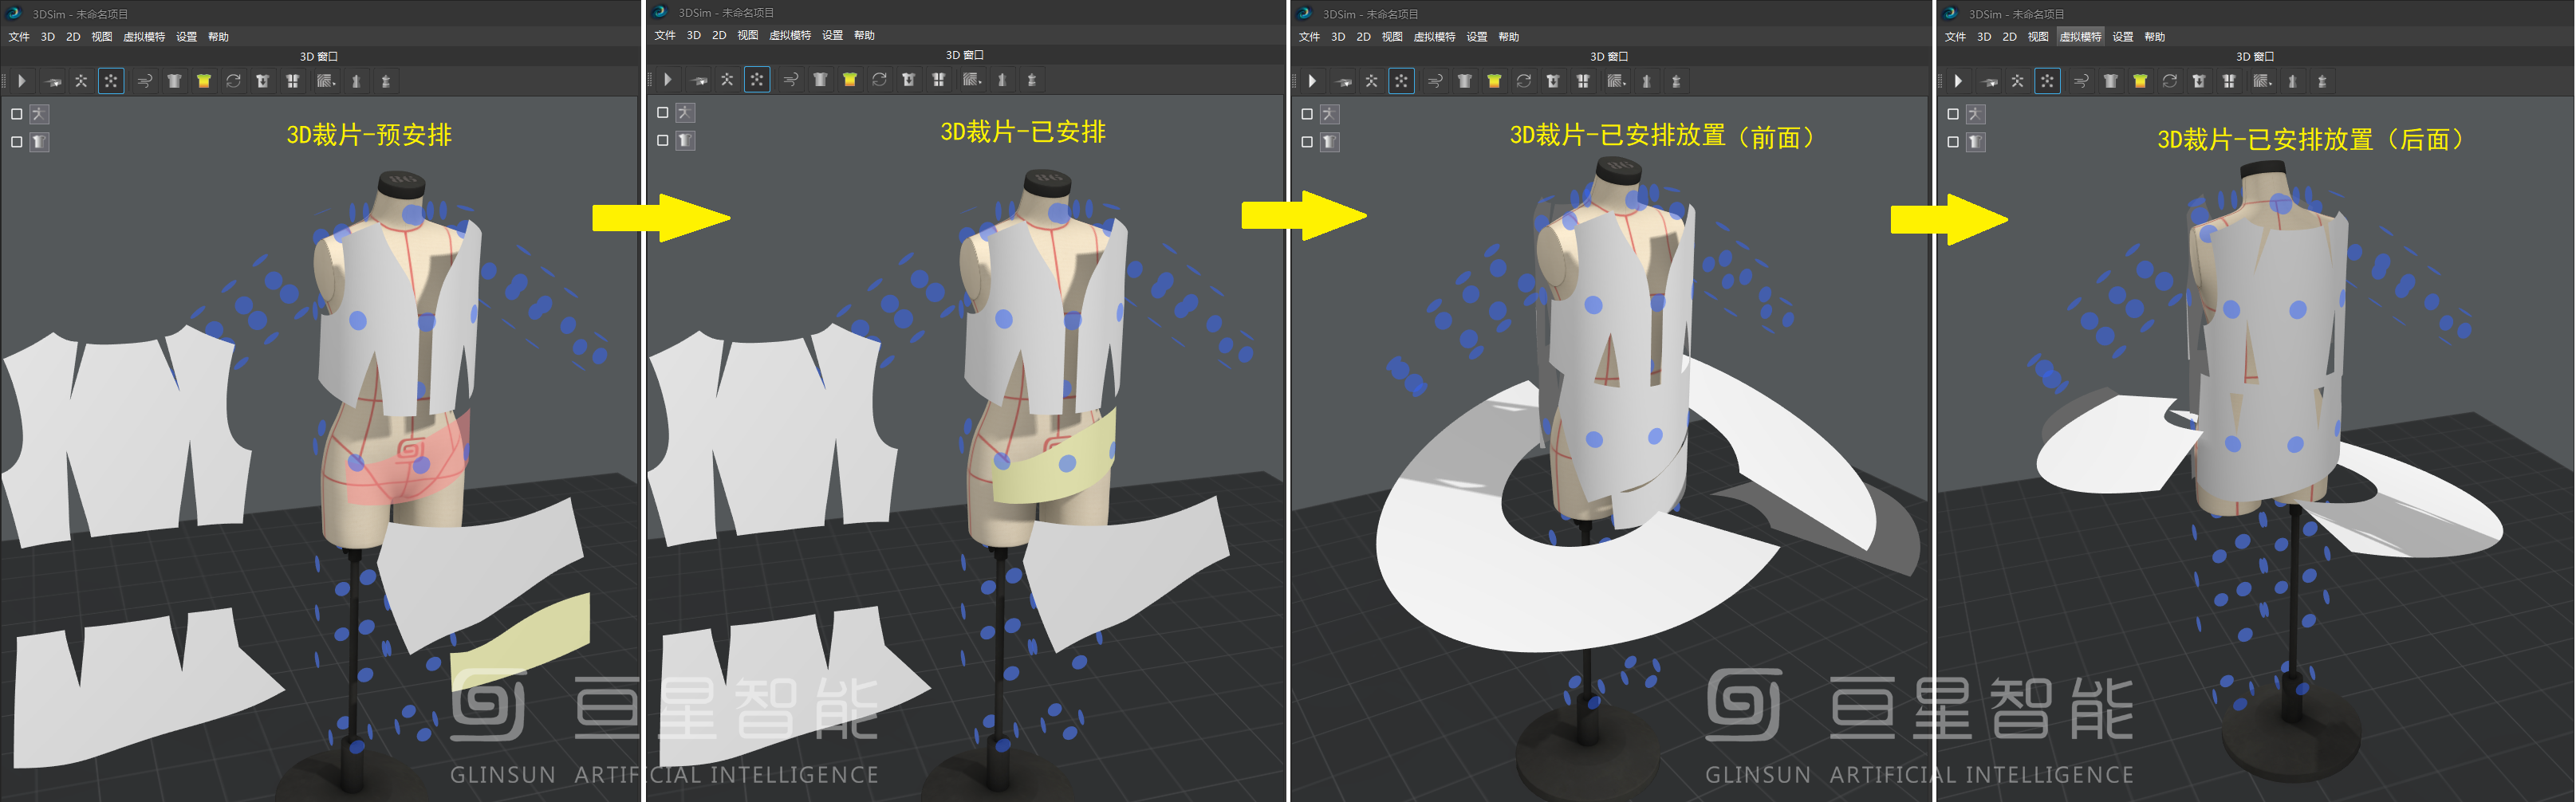 3DSim - 未命名项目
文件 3D 2D 视图 虚拟模特 设置 帮助
3D 窗口
3D裁片-预安排
3DSim - 未命名项目
文件 3D 2D 视图 虚拟模特 设置 帮助
3D 窗口
3D裁片-已安排
3DSim - 未命名项目
文件 3D 2D 视图 虚拟模特 设置 帮助
3D 窗口
3D裁片-已安排放置（前面）
3DSim - 未命名项目
文件 3D 2D 视图 虚拟模特 设置 帮助
3D 窗口
3D裁片-已安排放置（后面）
亘星智能
GLINSUN ARTIFICIAL INTELLIGENCE
亘星智能
GLINSUN ARTIFICIAL INTELLIGENCE